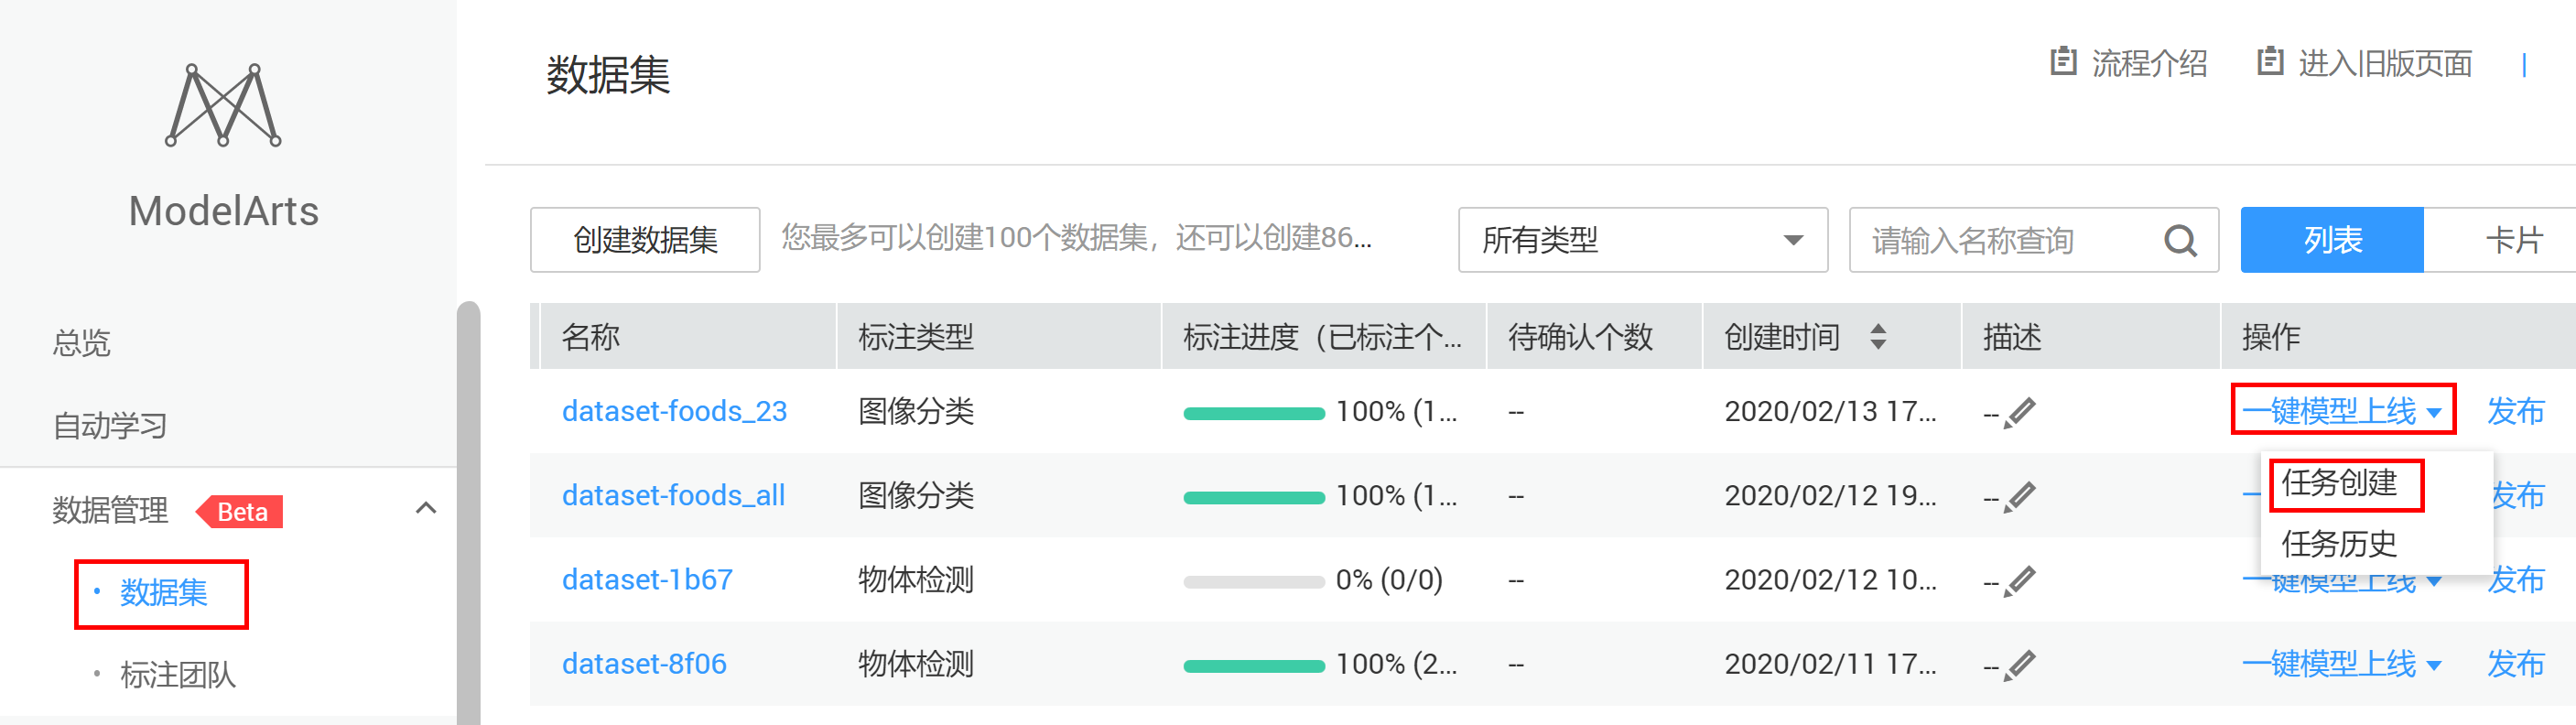 ModelArts
总览
自动学习
数据管理 Beta
数据集
标注团队
数据集
流程介绍 进入旧版页面
创建数据集 您最多可以创建100个数据集，还可以创建86... 所有类型 请输入名称查询 列表 卡片
名称 标注类型 标注进度（已标注个... 待确认个数 创建时间 描述 操作
dataset-foods_23 图像分类 100% (1... -- 2020/02/13 17... -- 一键模型上线 发布
dataset-foods_all 图像分类 100% (1... -- 2020/02/12 19... -- 一 发布
任务创建
任务历史
dataset-1b67 物体检测 0% (0/0) -- 2020/02/12 10... -- 一键模型上线 发布
dataset-8f06 物体检测 100% (2... -- 2020/02/11 17... -- 一键模型上线 发布